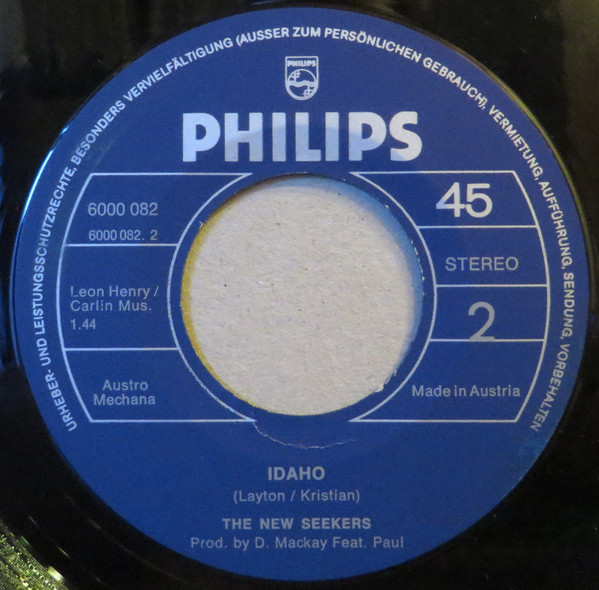 URHEBER- UND LEISTUNGSSCHUTZRECHTE, BESONDERS VERVIELFÄLTIGUNG (AUSSER ZUM PERSÖNLICHEN GEBRAUCH), VERMIETUNG, AUFFÜHRUNG, SENDUNG, VORBEHALTEN
PHILIPS
PHILIPS
6000 082
6000 082. 2
Leon Henry /
Carlin Mus.
1.44
Austro
Mechana
45
STEREO
2
Made in Austria
IDAHO
(Layton / Kristian)
THE NEW SEEKERS
Prod. by D. Mackay Feat. Paul